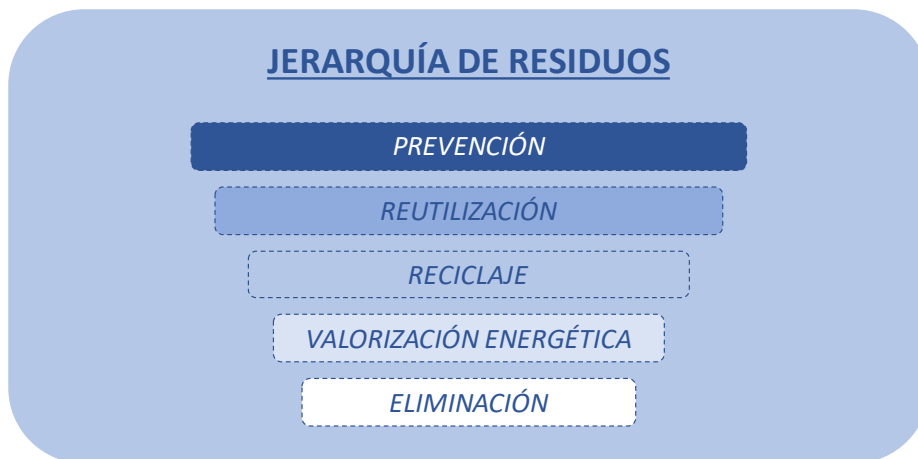 JERARQUÍA DE RESIDUOS
PREVENCIÓN
REUTILIZACIÓN
RECICLAJE
VALORIZACIÓN ENERGÉTICA
ELIMINACIÓN